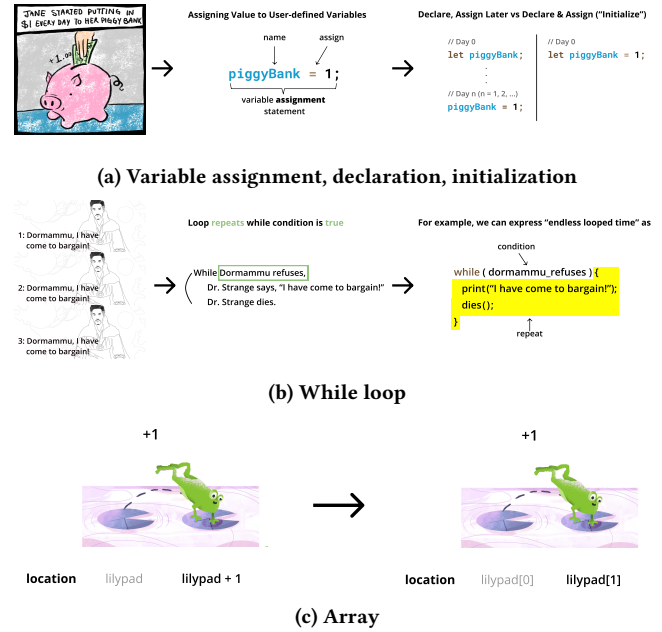 JANE STARTED PUTTING IN
$1 EVERY DAY TO HER PIGGY BANK
+1.00
Assigning Value to User-defined Variables
name
assign
piggyBank = 1;
variable assignment
statement
Declare, Assign Later vs Declare & Assign ("Initialize")
// Day 0
let piggyBank;
.
.
.
// Day n (n = 1, 2, ...)
piggyBank = 1;
// Day 0
let piggyBank = 1;
(a) Variable assignment, declaration, initialization
1: Dormammu, I have
come to bargain!
2: Dormammu, I have
come to bargain!
3: Dormammu, I have
come to bargain!
Loop repeats while condition is true
While Dormammu refuses,
Dr. Strange says, "I have come to bargain!"
Dr. Strange dies.
For example, we can express "endless looped time" as
condition
while ( dormammu_refuses ) {
print("I have come to bargain!");
dies();
}
repeat
(b) While loop
+1
location lilypad lilypad + 1
+1
location lilypad[0] lilypad[1]
(c) Array